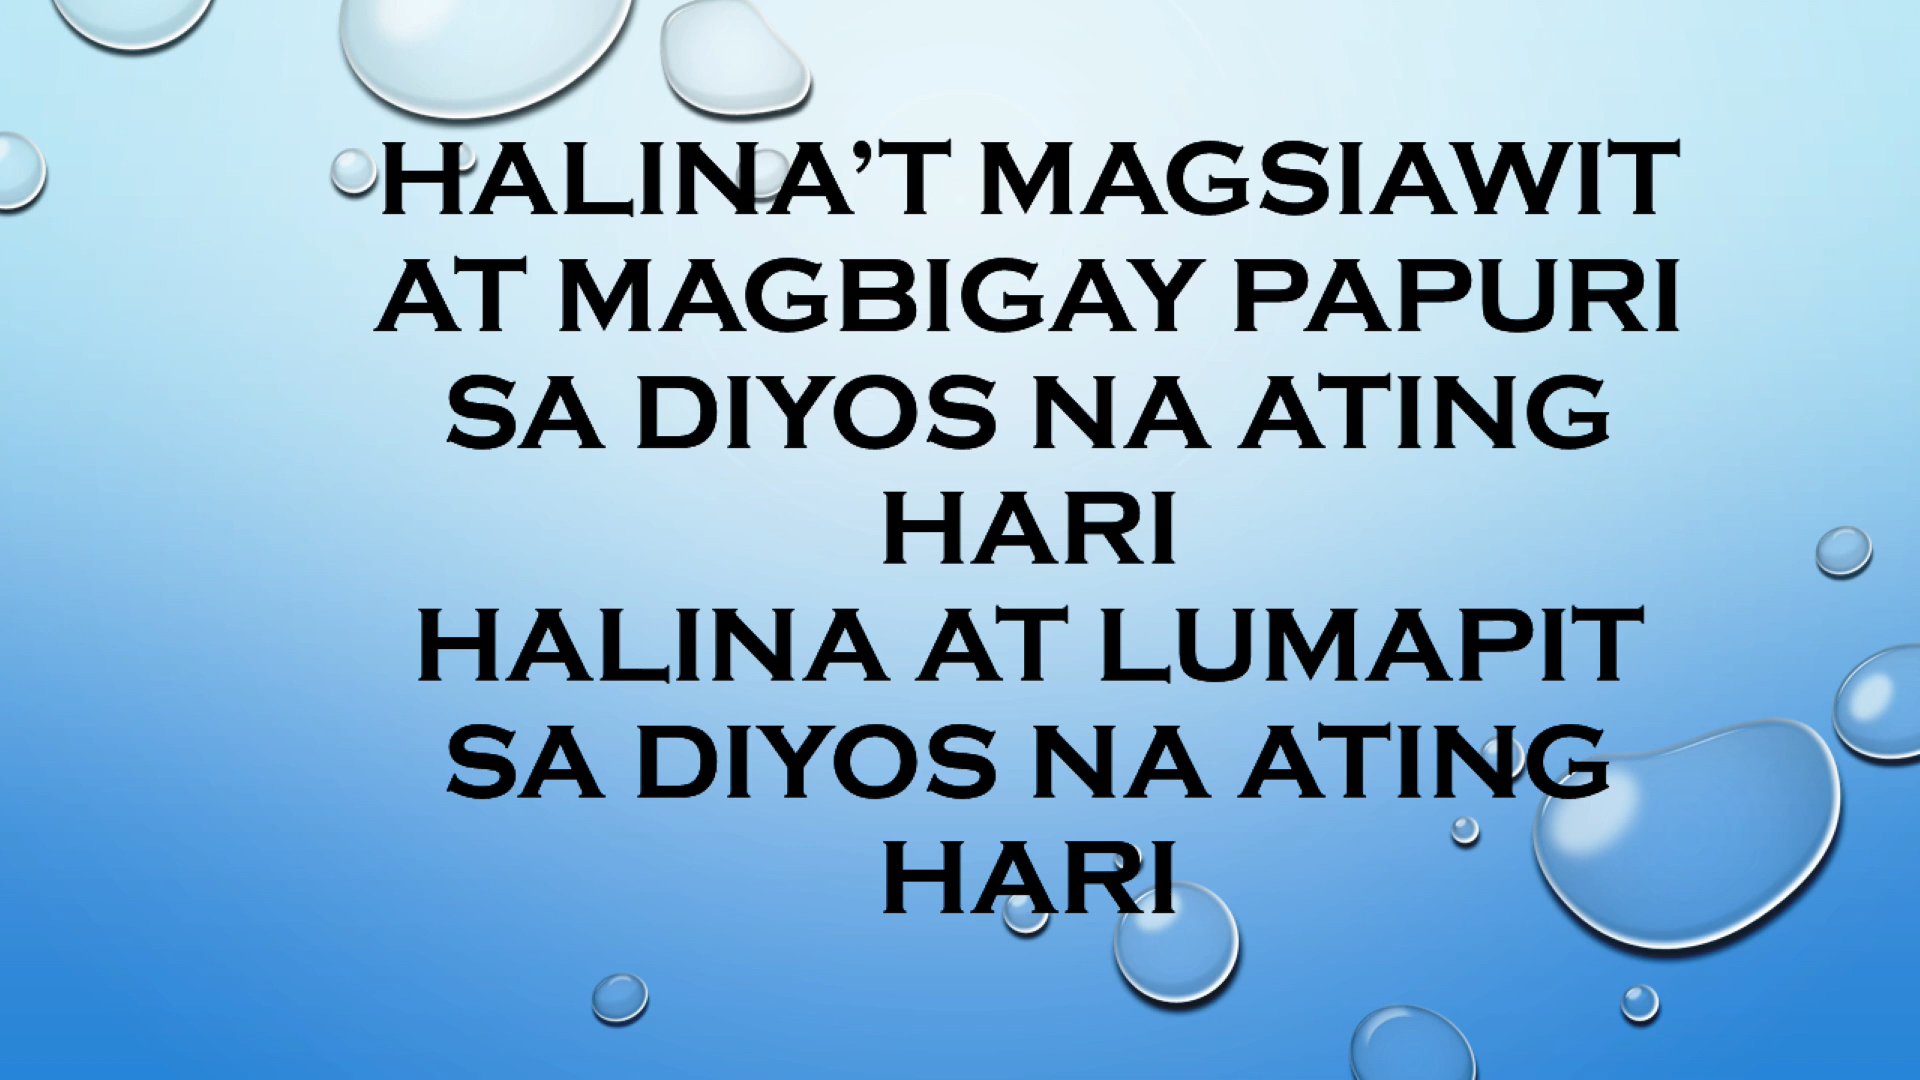 HALINA’T MAGSIAWIT
AT MAGBIGAY PAPURI
SA DIYOS NA ATING
HARI
HALINA AT LUMAPIT
SA DIYOS NA ATING
HARI